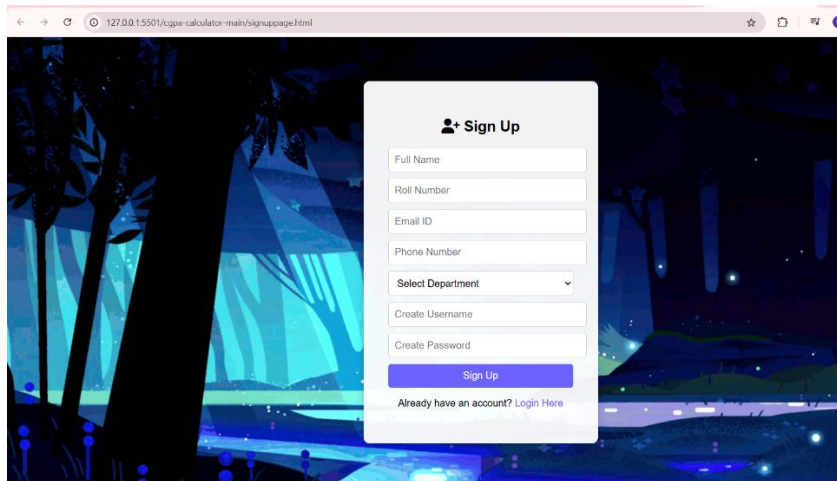 127.0.0.1:5501/cgpa-calculator-main/signuppage.html
Sign Up
Full Name
Roll Number
Email ID
Phone Number
Select Department
Create Username
Create Password
Sign Up
Already have an account? Login Here